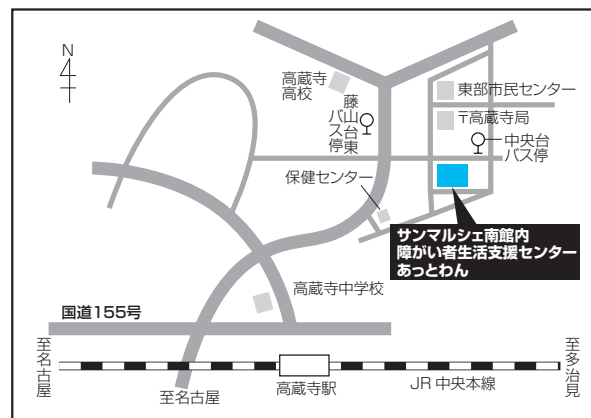 N
高蔵寺
高校
藤山台東
バス停
東部市民センター
〒高蔵寺局
中央台
バス停
保健センター
サンマルシェ南館内
障がい者生活支援センター
あっとわん
高蔵寺中学校
国道155号
至名古屋
至多治見
至名古屋
高蔵寺駅
JR 中央本線